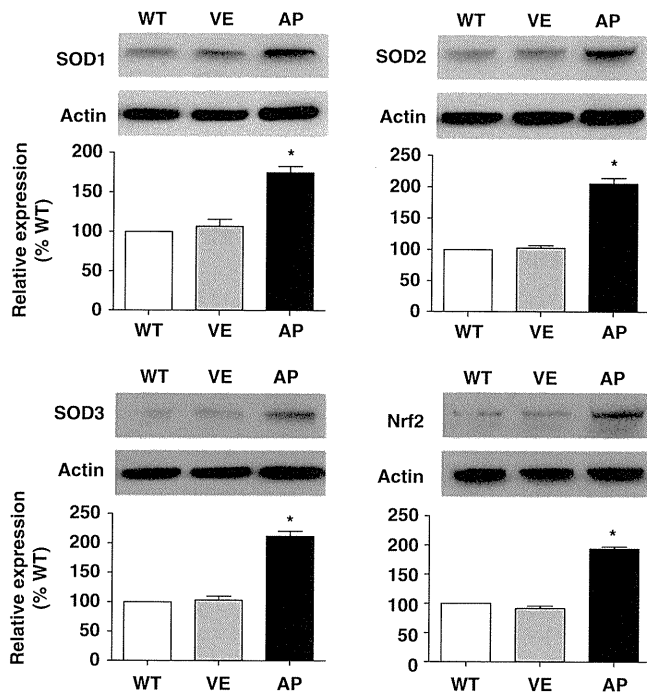 WT VE AP
SOD1
Actin
Relative expression
(% WT)
200
150
100
50
0
*
WT VE AP
WT VE AP
SOD2
Actin
250
200
150
100
50
0
*
WT VE AP
WT VE AP
SOD3
Actin
Relative expression
(% WT)
250
200
150
100
50
0
*
WT VE AP
WT VE AP
Nrf2
Actin
250
200
150
100
50
0
*
WT VE AP